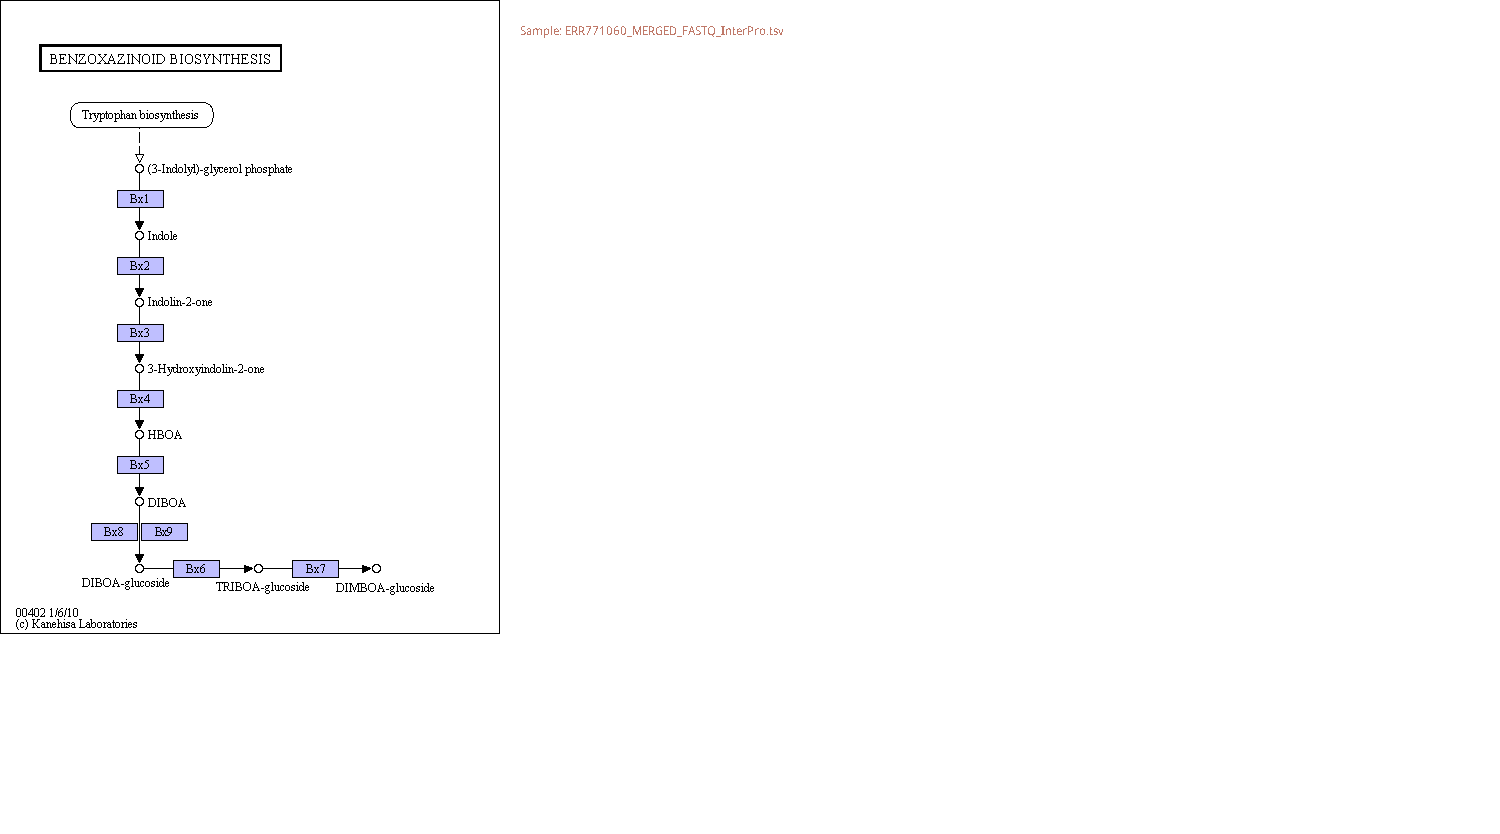 Sample: ERR771060_MERGED_FASTQ_InterPro.tsv
BENZOXAZINOID BIOSYNTHESIS
Tryptophan biosynthesis
(3-Indolyl)-glycerol phosphate
Bx1
Indole
Bx2
Indolin-2-one
Bx3
3-Hydroxyindolin-2-one
Bx4
HBOA
Bx5
DIBOA
Bx8 Bx9
Bx6 Bx7
DIBOA-glucoside TRIBOA-glucoside DIMBOA-glucoside
00402 1/6/10
(c) Kanehisa Laboratories